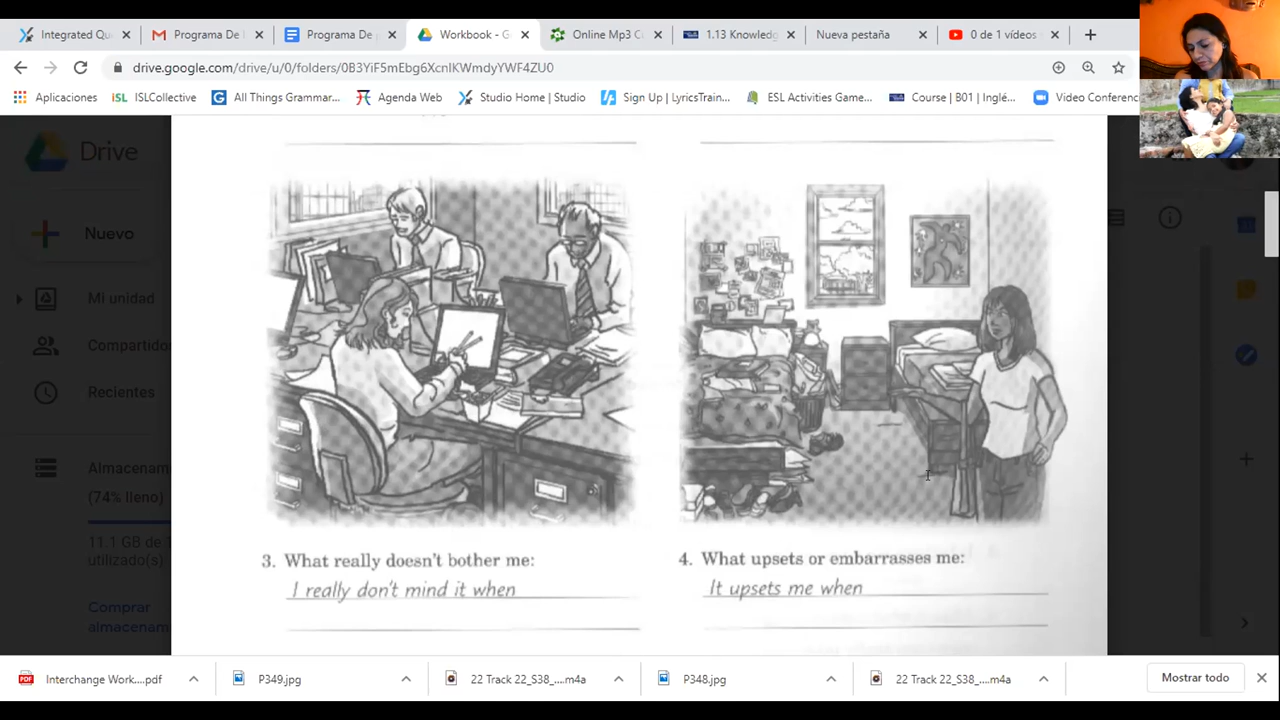 Integrated Qu
Programa De
Programa De
Workbook - G
Online Mp3 C
1.13 Knowledg
Nueva pestaña
0 de 1 vídeos
drive.google.com/drive/u/0/folders/0B3YiF5mEbg6XcnlKWmdyYWF4ZU0
Aplicaciones
ISLCollective
All Things Grammar...
Agenda Web
Studio Home | Studio
Sign Up | LyricsTrain...
ESL Activities Game...
Course | B01 | Inglé...
Video Conferenc
Drive
Nuevo
Mi unidad
Compartido
Recientes
Almacenam
(74% lleno)
11.1 GB de
utilizado(s)
Comprar
almacenam
3. What really doesn't bother me:
I really don't mind it when
4. What upsets or embarrasses me:
It upsets me when
Interchange Work....pdf
P349.jpg
22 Track 22_S38_....m4a
P348.jpg
22 Track 22_S38_....m4a
Mostrar todo